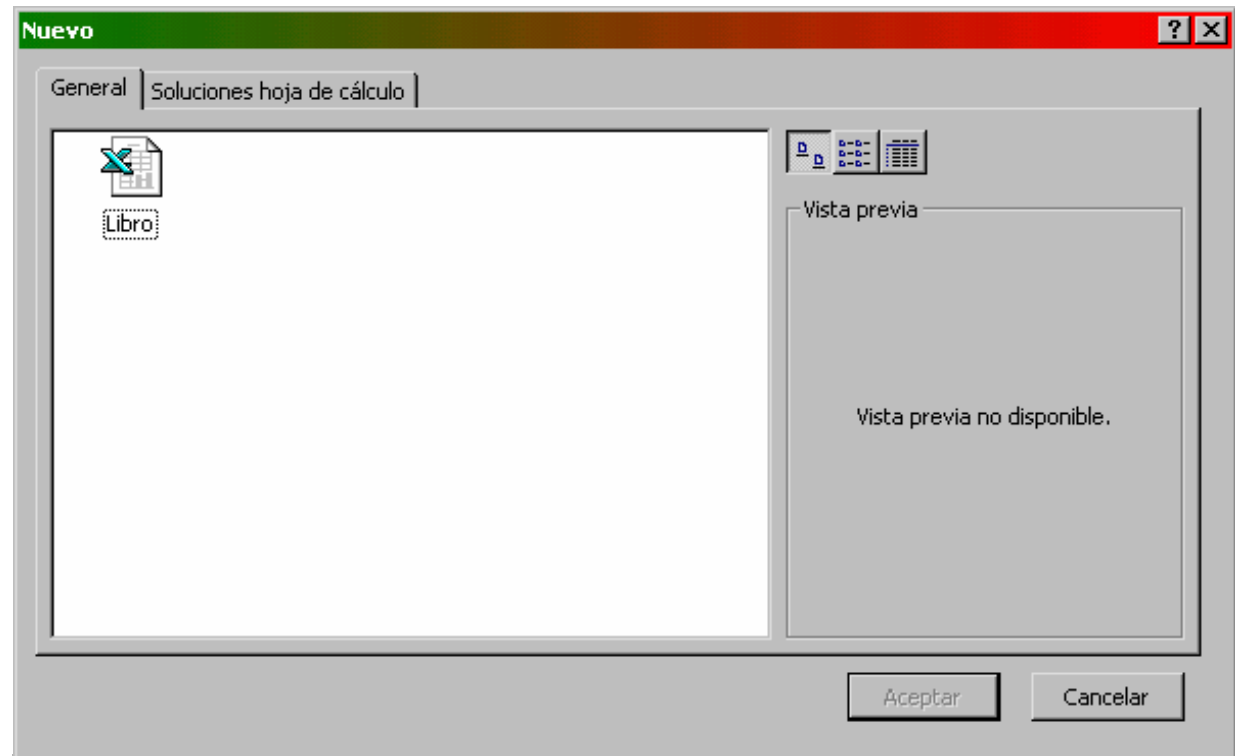 Nuevo
General
Soluciones hoja de cálculo
Libro
Vista previa
Vista previa no disponible.
Aceptar
Cancelar